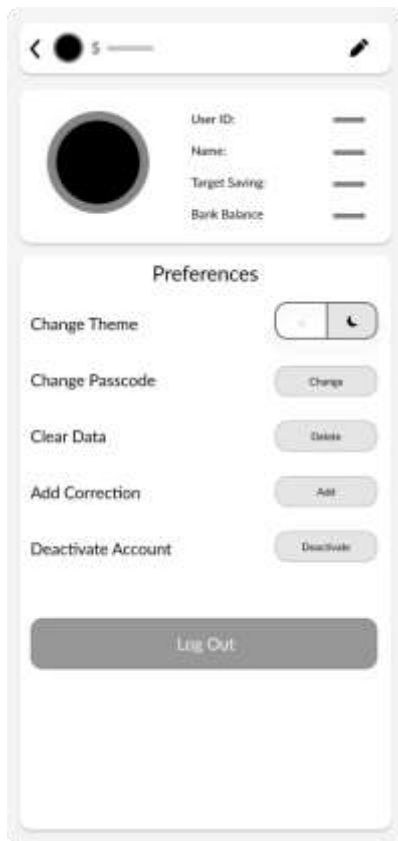 $
User ID:
Name:
Target Saving:
Bank Balance
Preferences
Change Theme
Change Passcode
Change
Clear Data
Delete
Add Correction
Add
Deactivate Account
Deactivate
Log Out